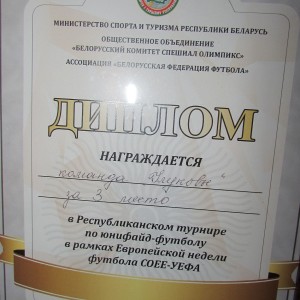 МИНИСТЕРСТВО СПОРТА И ТУРИЗМА РЕСПУБЛИКИ БЕЛАРУСЬ
ОБЩЕСТВЕННОЕ ОБЪЕДИНЕНИЕ
«БЕЛОРУССКИЙ КОМИТЕТ СПЕШИАЛ ОЛИМПИКС»
АССОЦИАЦИЯ «БЕЛОРУССКАЯ ФЕДЕРАЦИЯ ФУТБОЛА»
ДИПЛОМ
НАГРАЖДАЕТСЯ
команда
за 3 место
в Республиканском турнире
по юнифайд-футболу
в рамках Европейской недели
футбола СОЕЕ-УЕФА